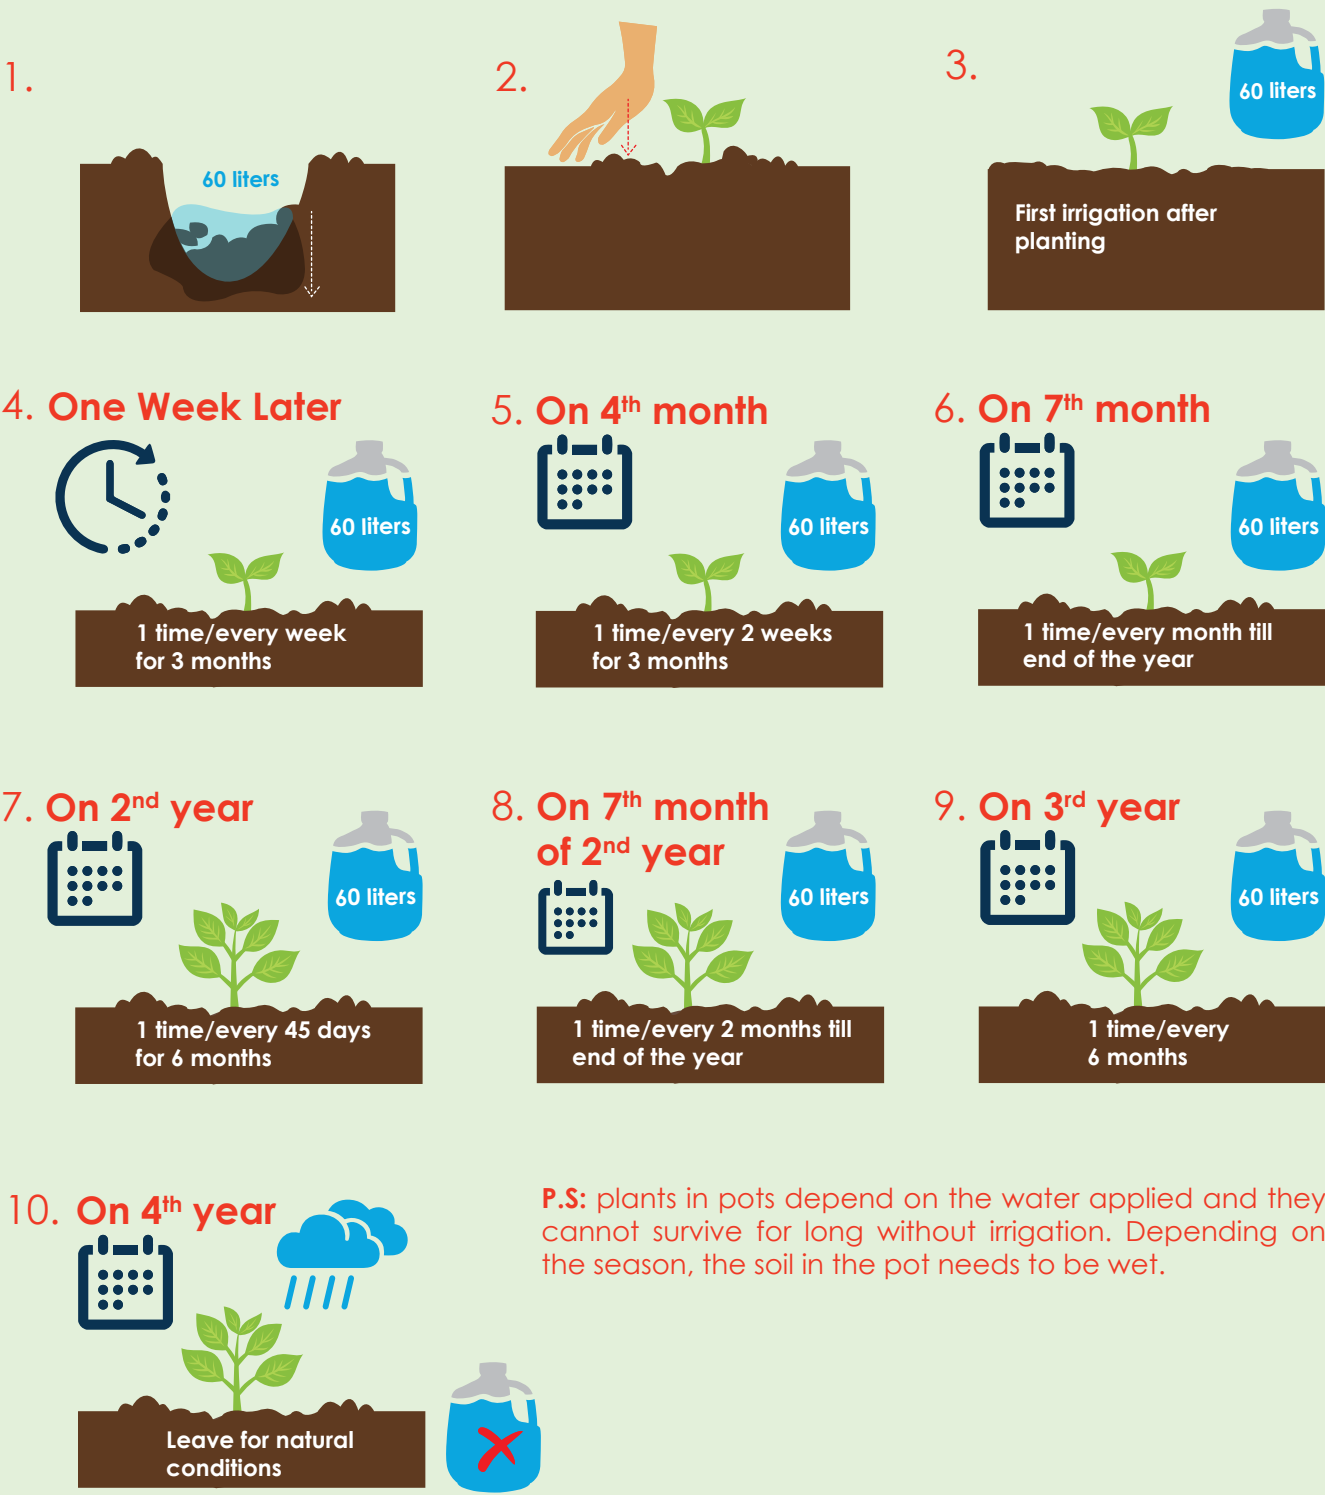 1.
60 liters
2.
3.
60 liters
First irrigation after
planting
4. One Week Later
60 liters
1 time/every week
for 3 months
5. On 4th month
60 liters
1 time/every 2 weeks
for 3 months
6. On 7th month
60 liters
1 time/every month till
end of the year
7. On 2nd year
60 liters
1 time/every 45 days
for 6 months
8. On 7th month
of 2nd year
60 liters
1 time/every 2 months till
end of the year
9. On 3rd year
60 liters
1 time/every
6 months
10. On 4th year
Leave for natural
conditions
P.S: plants in pots depend on the water applied and they
cannot survive for long without irrigation. Depending on
the season, the soil in the pot needs to be wet.